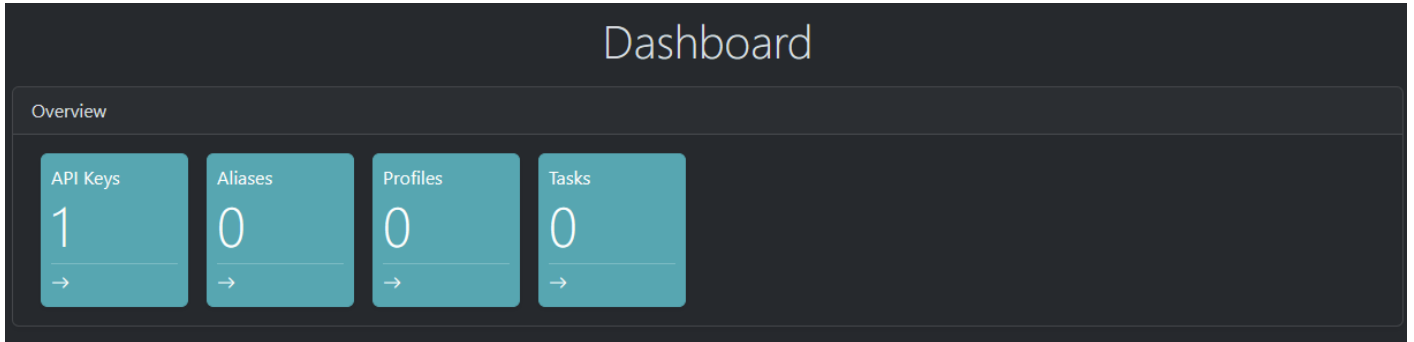 Dashboard
Overview
API Keys
1
→
Aliases
0
→
Profiles
0
→
Tasks
0
→